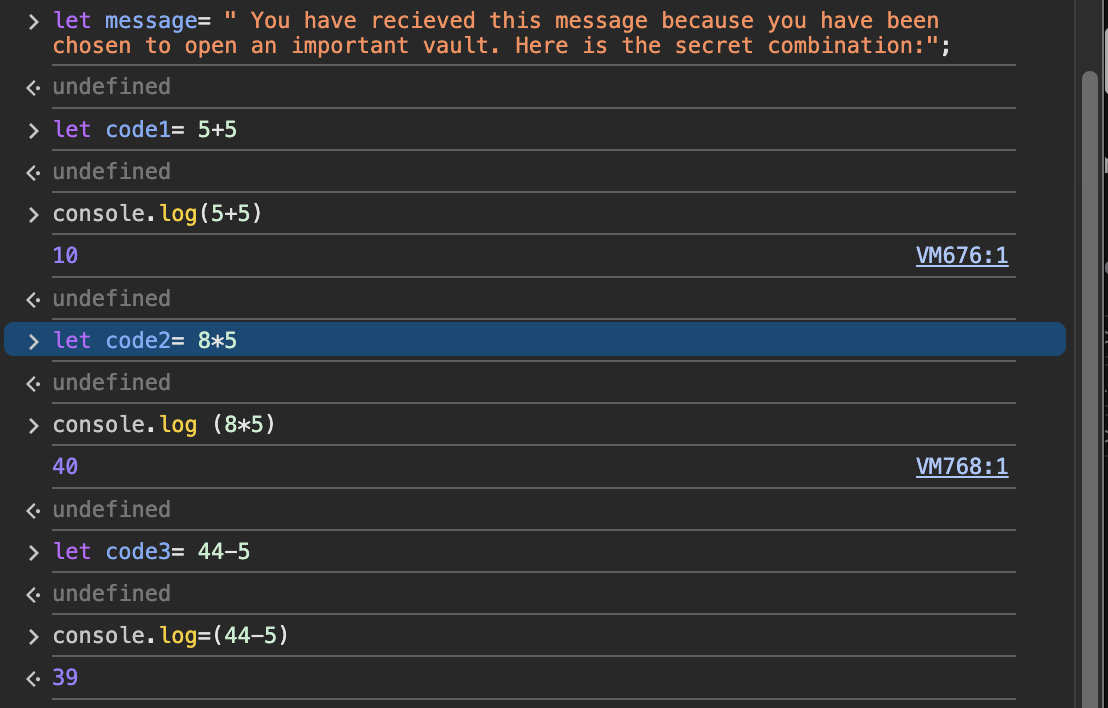 > let message= " You have recieved this message because you have been
chosen to open an important vault. Here is the secret combination:";
<· undefined
> let code1= 5+5
<· undefined
> console.log(5+5)
10 VM676:1
<· undefined
> let code2= 8*5
<· undefined
> console.log (8*5)
40 VM768:1
<· undefined
> let code3= 44-5
<· undefined
> console.log=(44-5)
<· 39